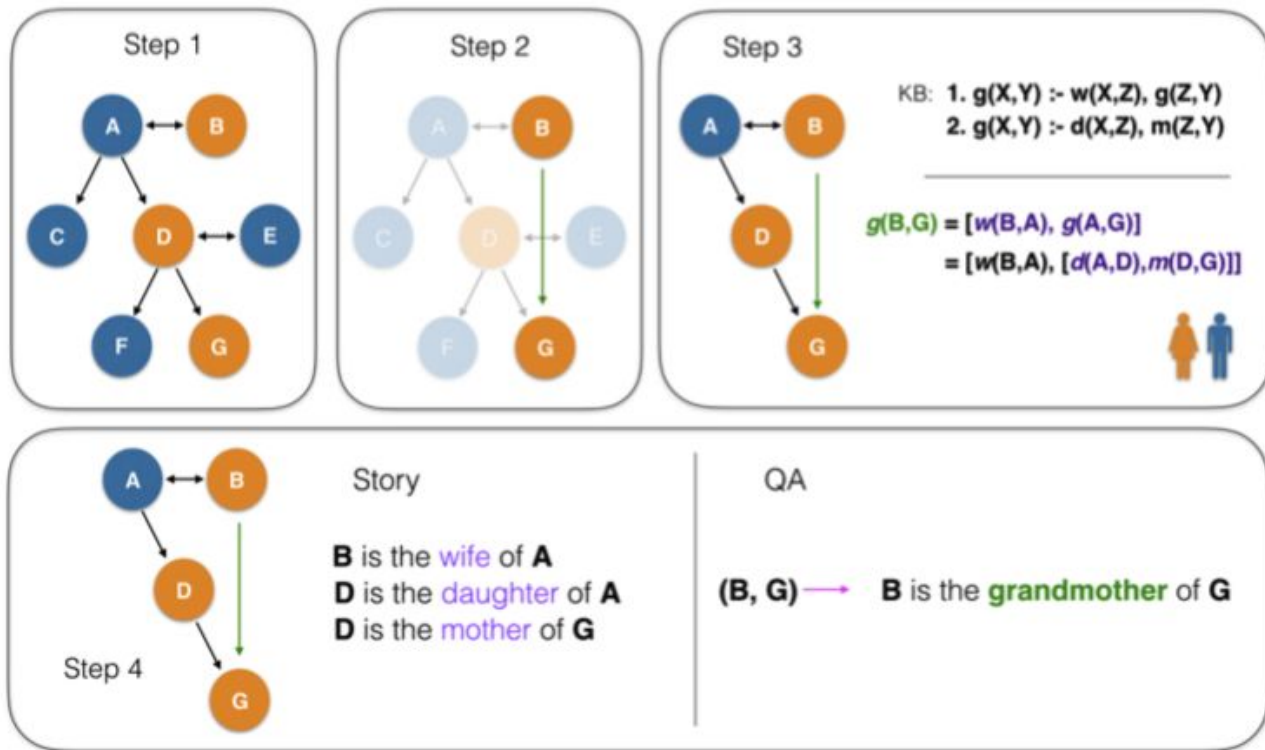 Step 1
A
B
C
D
E
F
G
Step 2
A
B
C
D
E
F
G
Step 3
A
B
D
G
KB: 1. g(X,Y) :- w(X,Z), g(Z,Y)
2. g(X,Y) :- d(X,Z), m(Z,Y)
g(B,G) = [w(B,A), g(A,G)]
= [w(B,A), [d(A,D),m(D,G)]]
A
B
D
G
Step 4
Story
B is the wife of A
D is the daughter of A
D is the mother of G
QA
(B, G) B is the grandmother of G